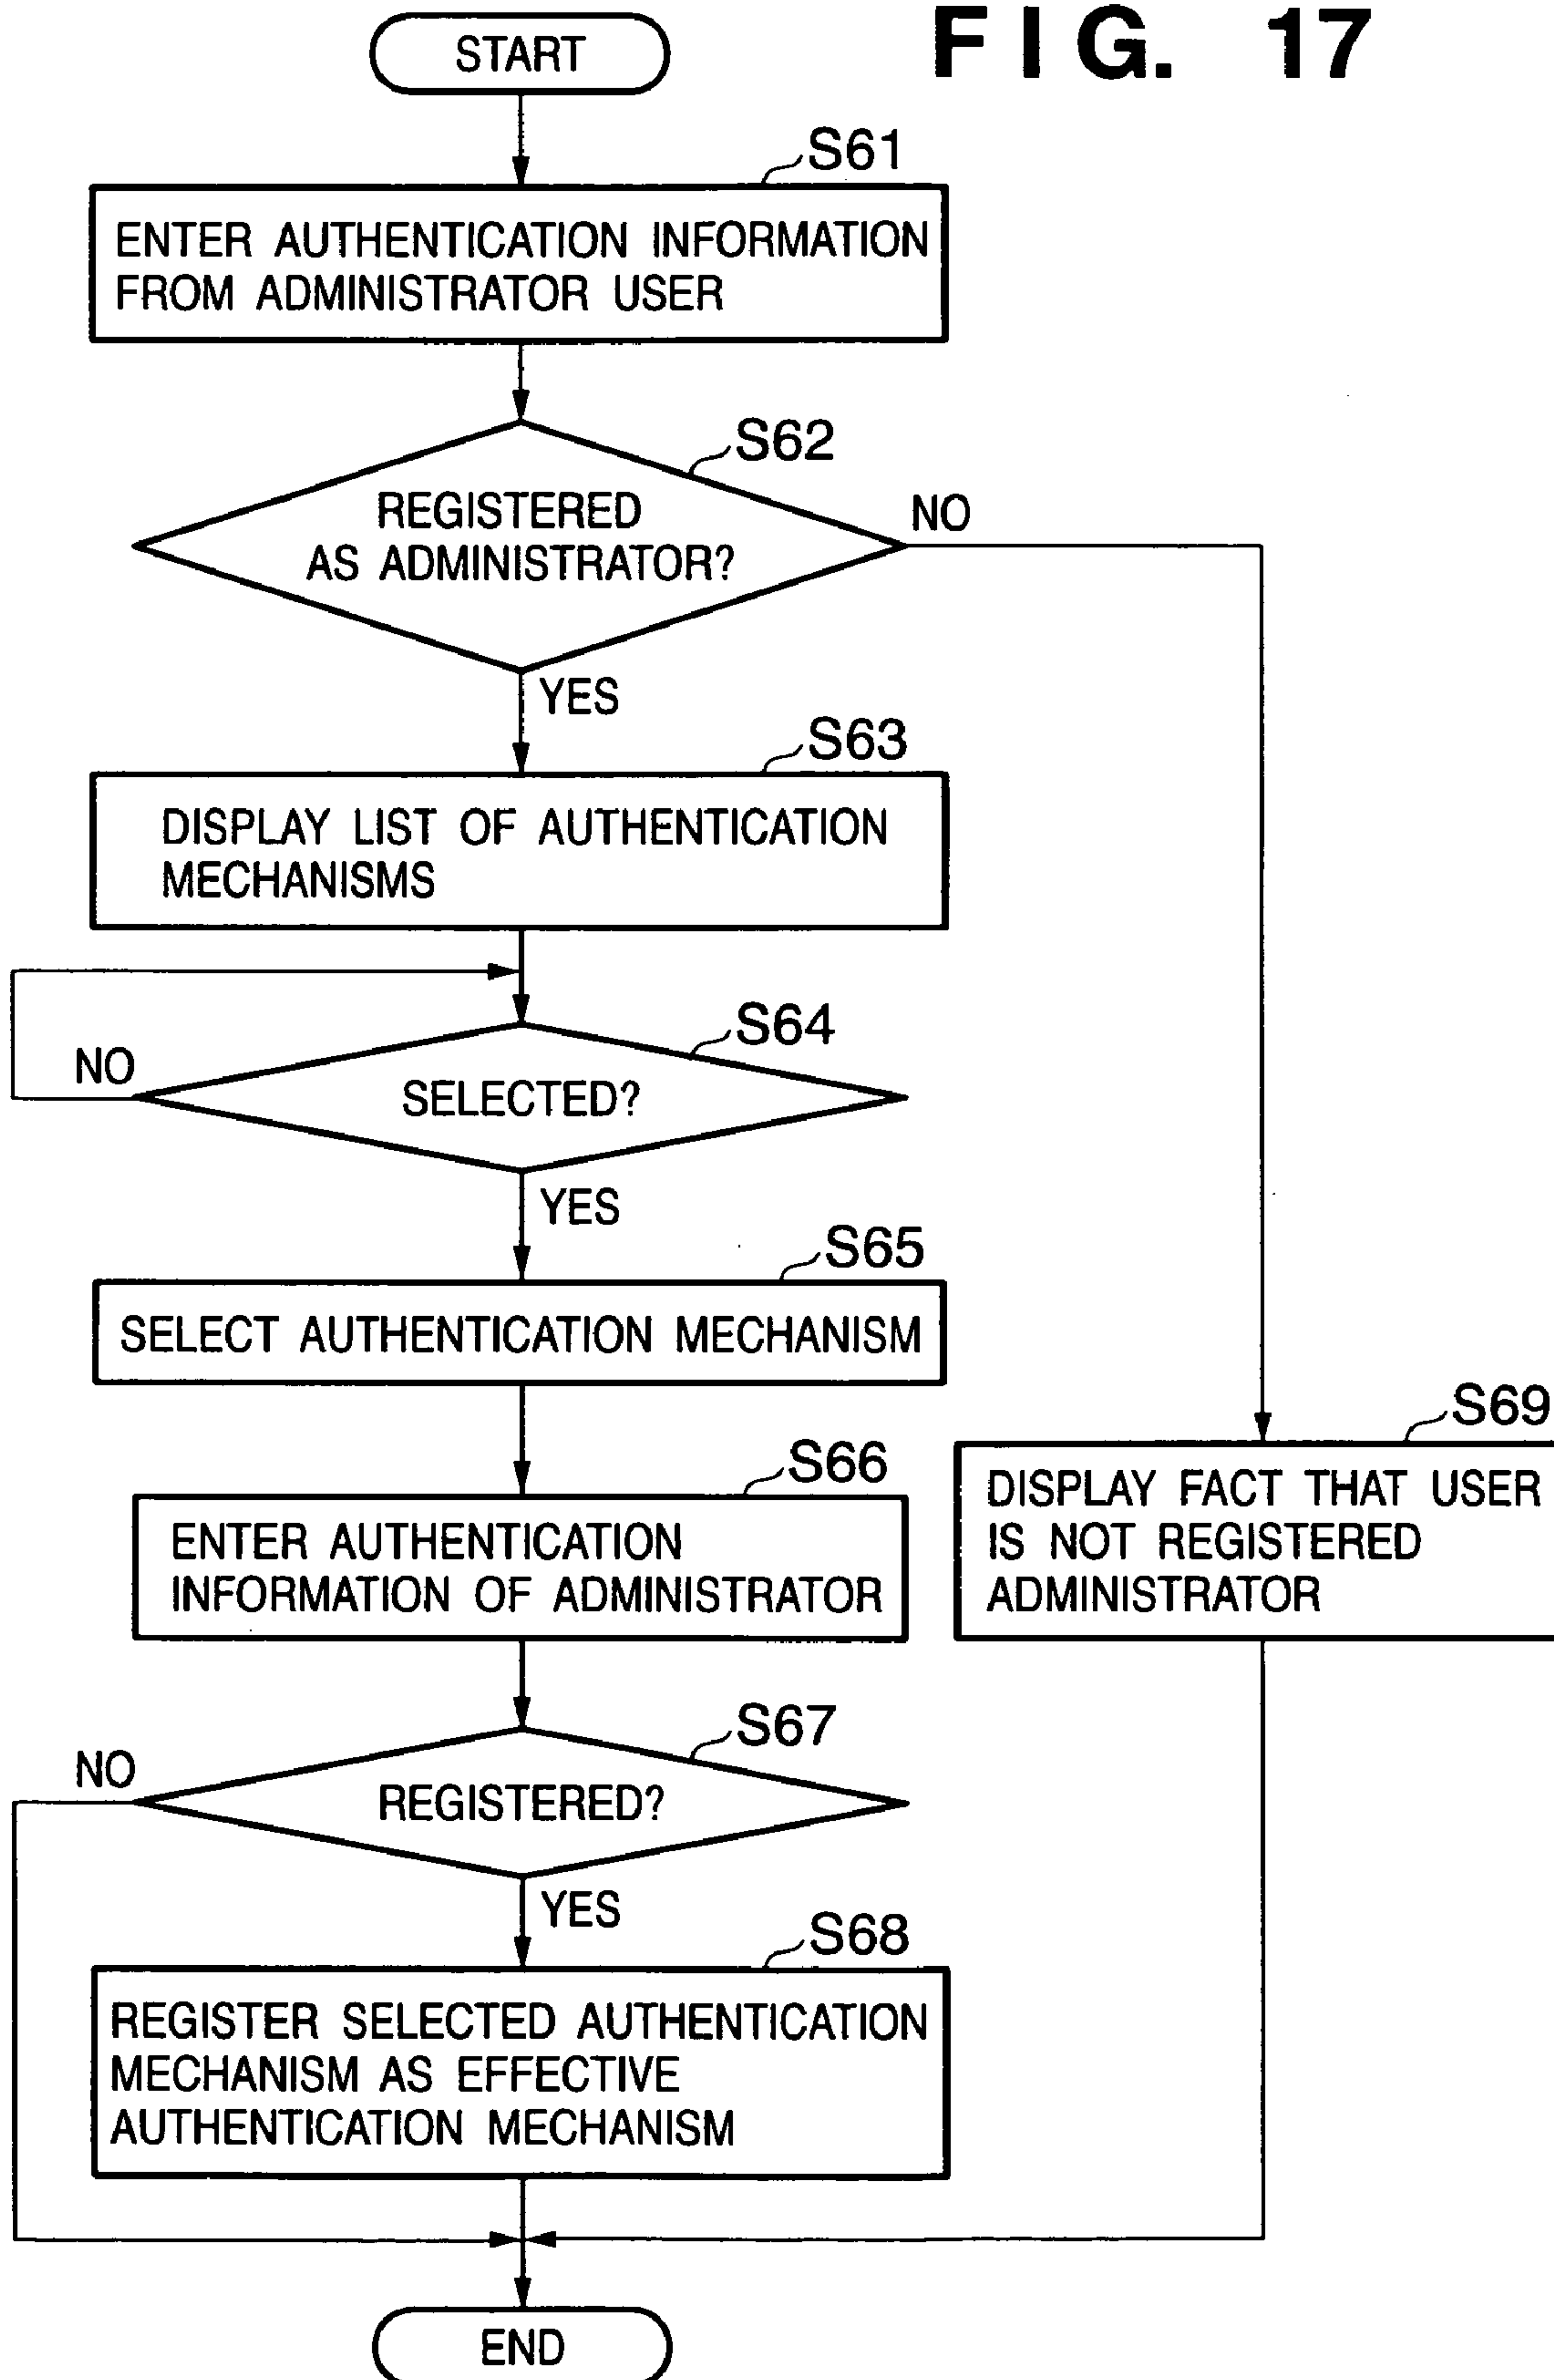 FIG. 17
START
S61
ENTER AUTHENTICATION INFORMATION
FROM ADMINISTRATOR USER
S62
REGISTERED
AS ADMINISTRATOR?
NO
YES
S63
DISPLAY LIST OF AUTHENTICATION
MECHANISMS
S64
NO
SELECTED?
YES
S65
SELECT AUTHENTICATION MECHANISM
S66
ENTER AUTHENTICATION
INFORMATION OF ADMINISTRATOR
S69
DISPLAY FACT THAT USER
IS NOT REGISTERED
ADMINISTRATOR
S67
NO
REGISTERED?
YES
S68
REGISTER SELECTED AUTHENTICATION
MECHANISM AS EFFECTIVE
AUTHENTICATION MECHANISM
END